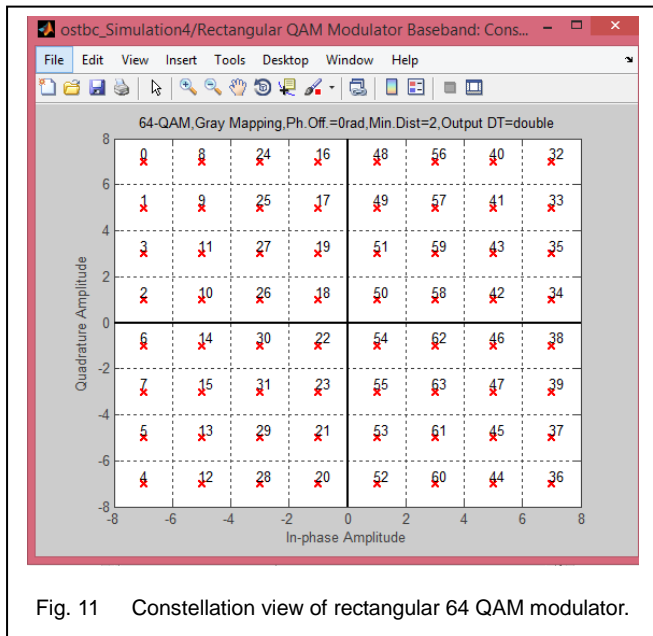 ostbc_Simulation4/Rectangular QAM Modulator Baseband: Cons...
File Edit View Insert Tools Desktop Window Help
64-QAM,Gray Mapping,Ph.Off.=0rad,Min.Dist=2,Output DT=double
8
0 8 24 16 48 56 40 32
6
1 9 25 17 49 57 41 33
4
3 11 27 19 51 59 43 35
2
2 10 26 18 50 58 42 34
0
6 14 30 22 54 62 46 38
-2
7 15 31 23 55 63 47 39
-4
5 13 29 21 53 61 45 37
-6
4 12 28 20 52 60 44 36
-8
-8 -6 -4 -2 0 2 4 6 8
Quadrature Amplitude
In-phase Amplitude
Fig. 11 Constellation view of rectangular 64 QAM modulator.